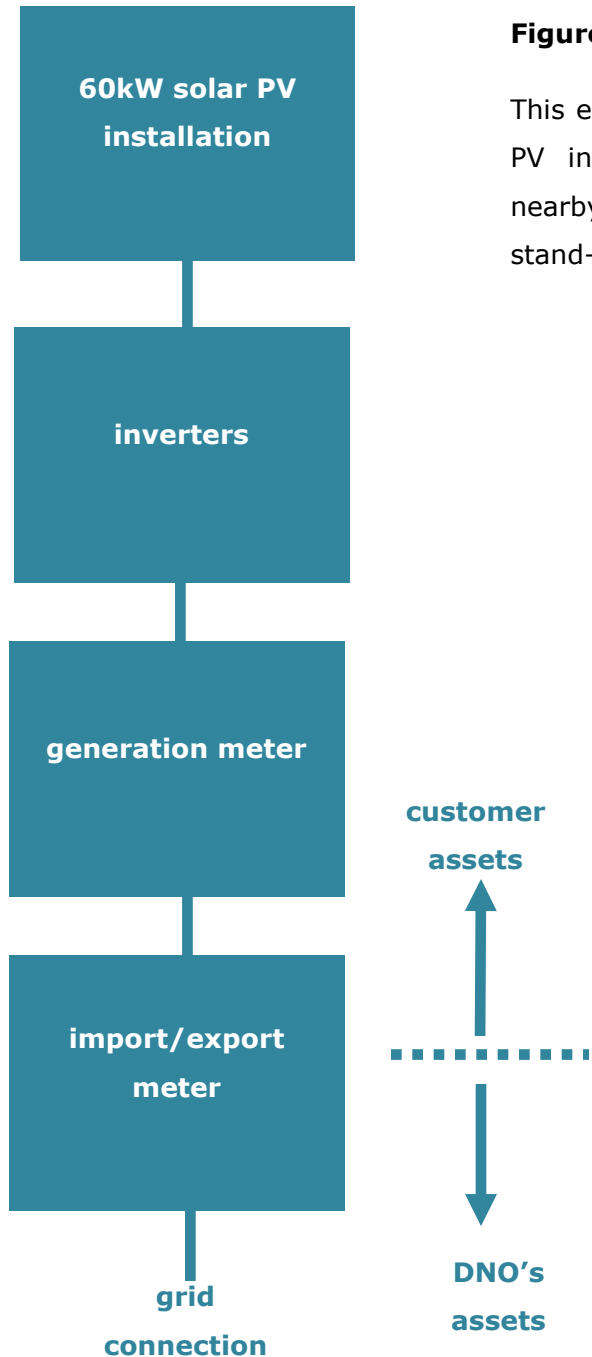 60kW solar PV
installation
Figure
This e
PV in
nearby
stand-
inverters
generation meter
customer
assets
import/export
meter
DNO's
assets
grid
connection